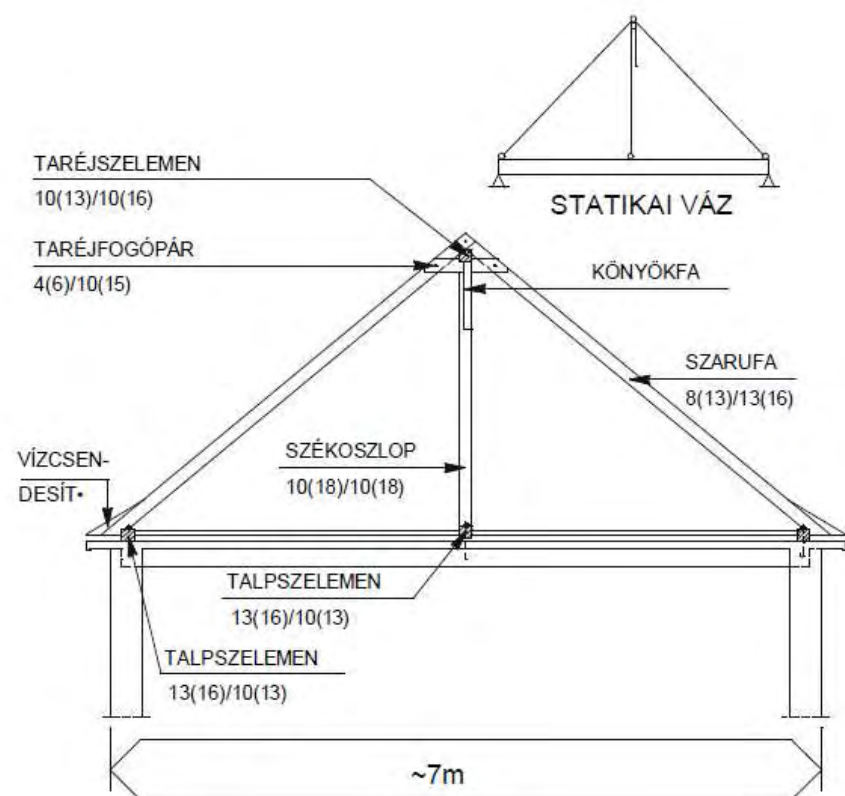 STATIKAI VÁZ
TARÉJSZELEMEN
10(13)/10(16)
TARÉJFOGÓPÁR
4(6)/10(15)
KÖNYÖKFA
SZARUFA
8(13)/13(16)
SZÉKOSZLOP
10(18)/10(18)
VÍZCSEN-
DESÍT•
TALPSZELEMEN
13(16)/10(13)
TALPSZELEMEN
13(16)/10(13)
~7m